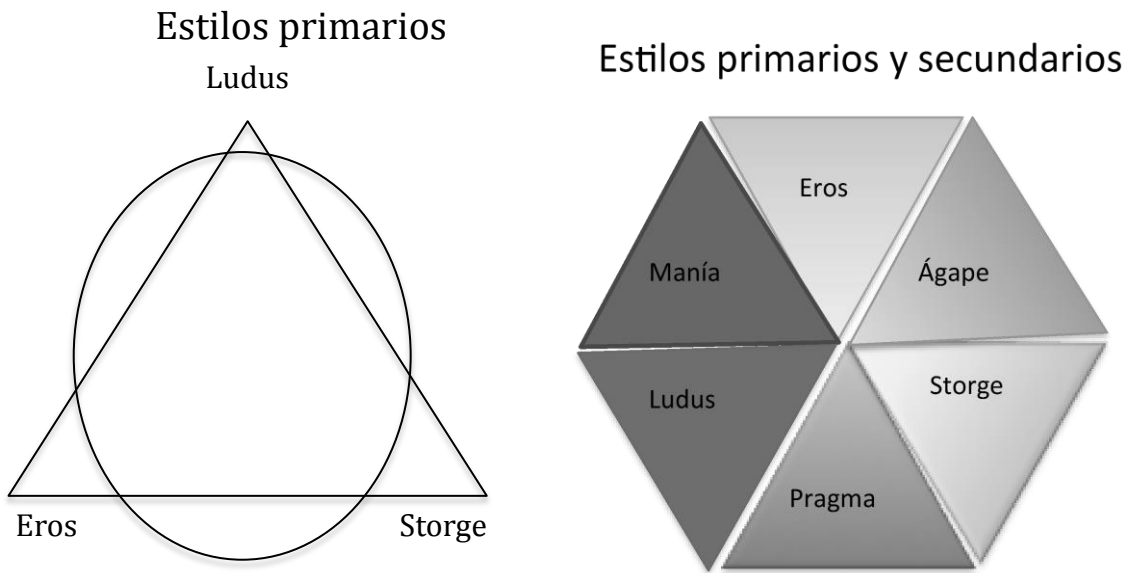 Estilos primarios
Ludus
Eros
Storge
Estilos primarios y secundarios
Eros
Manía
Ágape
Ludus
Storge
Pragma